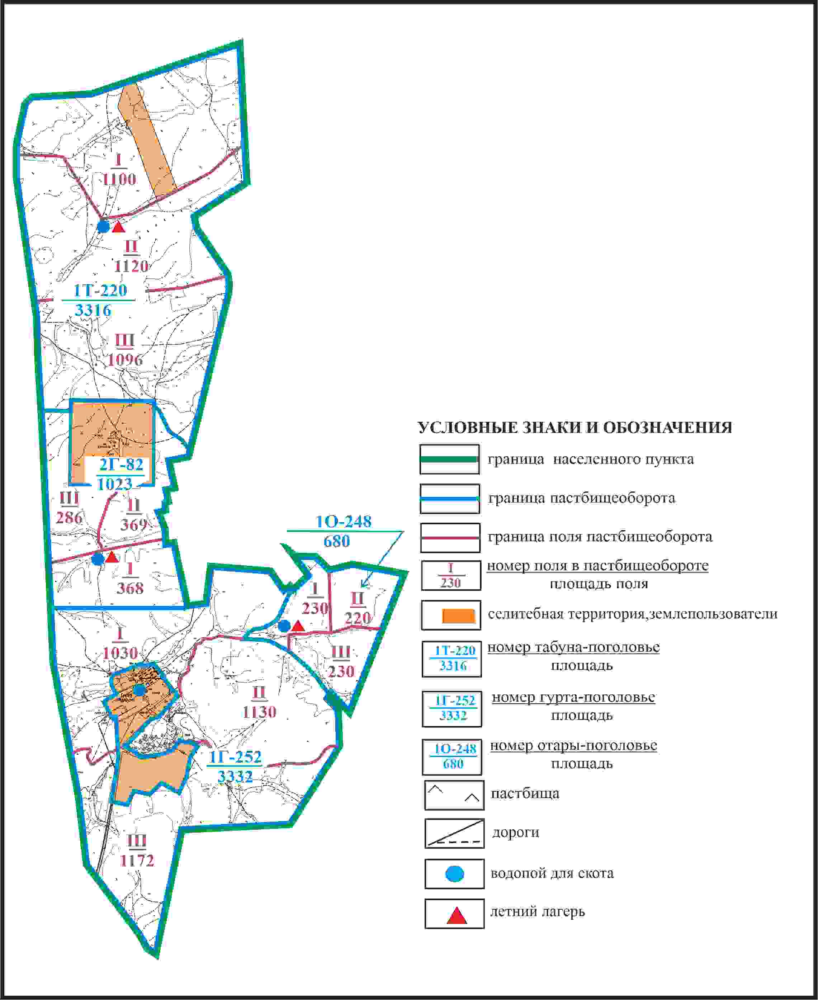 I
1100
II
1120
1Т-220
3316
III
1096
2Г-82
1023
III
286
II
369
I
368
1О-248
680
I
230
II
220
III
230
I
1030
II
1130
1Г-252
3332
III
1172
УСЛОВНЫЕ ЗНАКИ И ОБОЗНАЧЕНИЯ
граница населенного пункта
граница пастбищеоборота
граница поля пастбищеоборота
I
230
номер поля в пастбищеобороте
площадь поля
селитебная территория,землепользователи
1Т-220
3316
номер табуна-поголовье
площадь
1Г-252
3332
номер гурта-поголовье
площадь
1О-248
680
номер отары-поголовье
площадь
пастбища
дороги
водопой для скота
летний лагерь